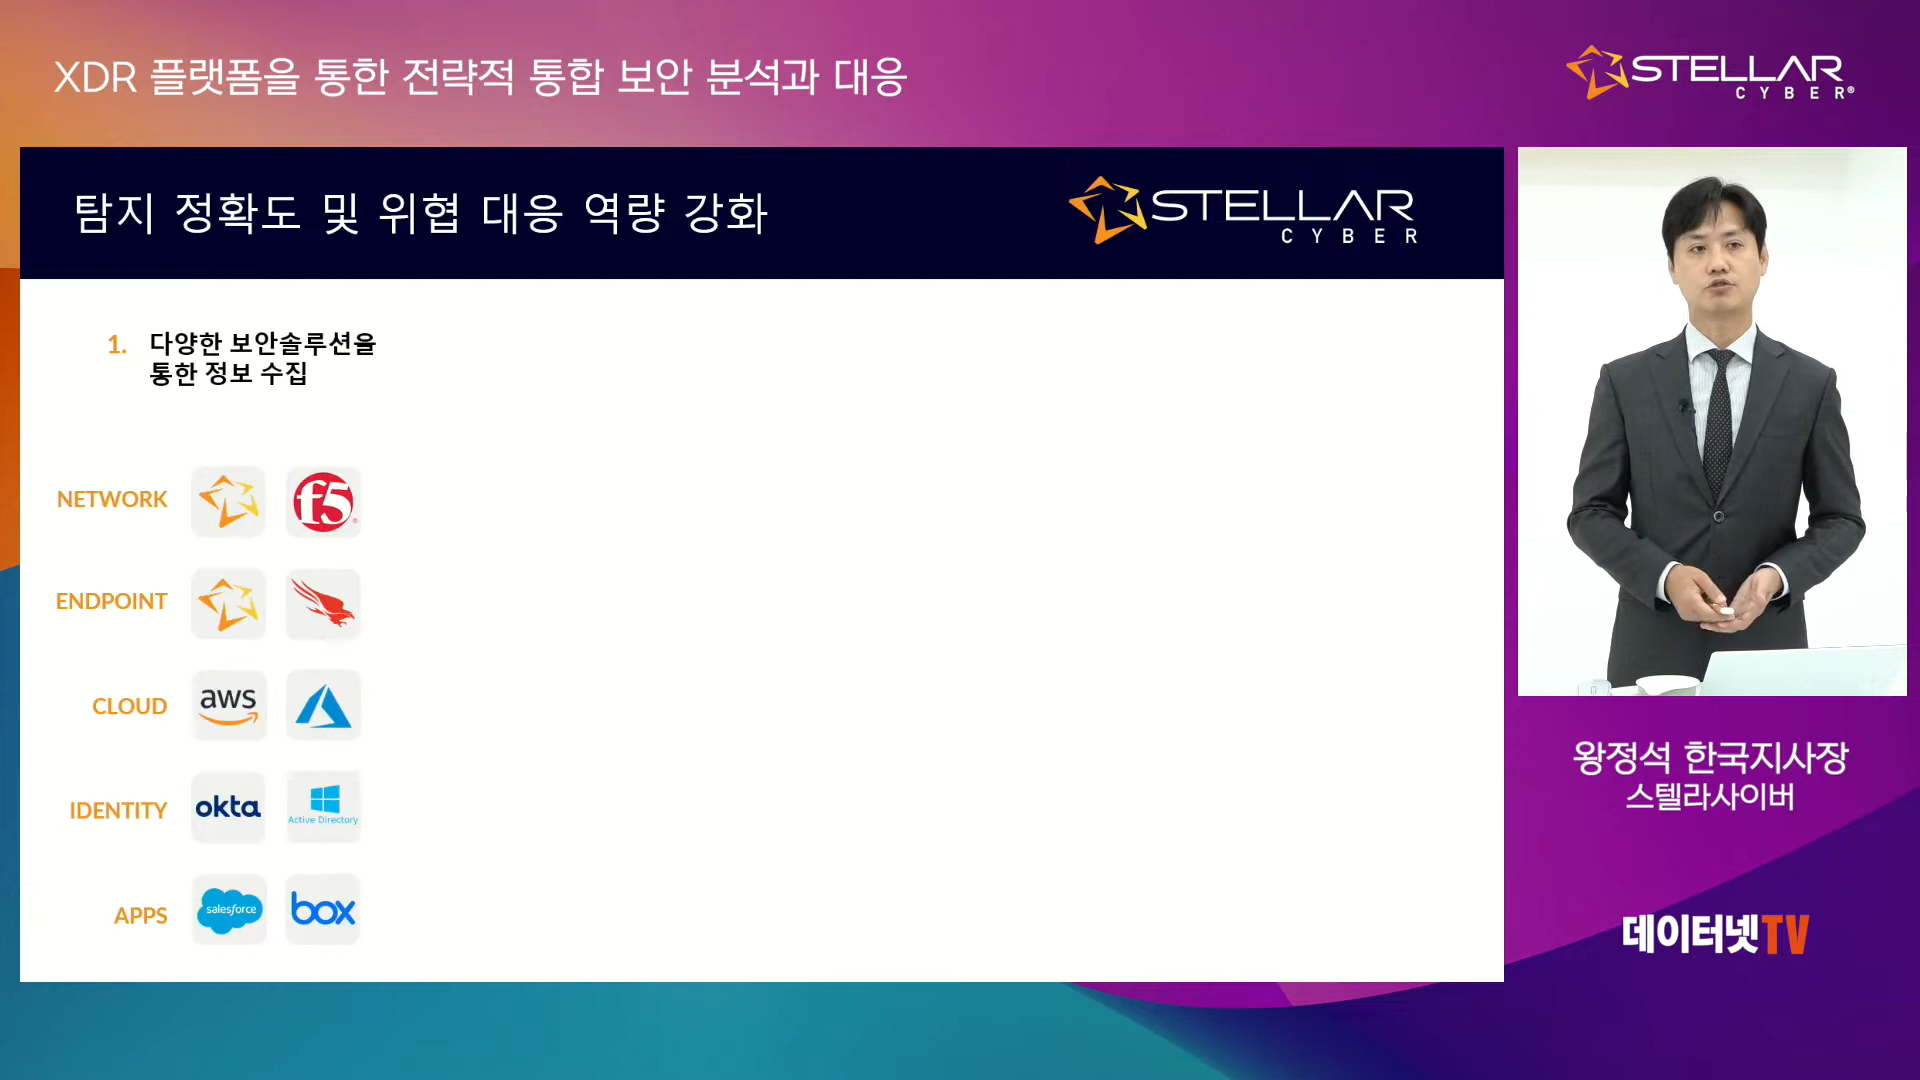 XDR 플랫폼을 통한 전략적 통합 보안 분석과 대응
STELLAR
CYBER®
탐지 정확도 및 위협 대응 역량 강화
STELLAR
CYBER
1. 다양한 보안솔루션을
통한 정보 수집
NETWORK
f5
ENDPOINT
CLOUD
aws
IDENTITY
okta
Active Directory
APPS
salesforce
box
왕정석 한국지사장
스텔라사이버
데이터넷TV